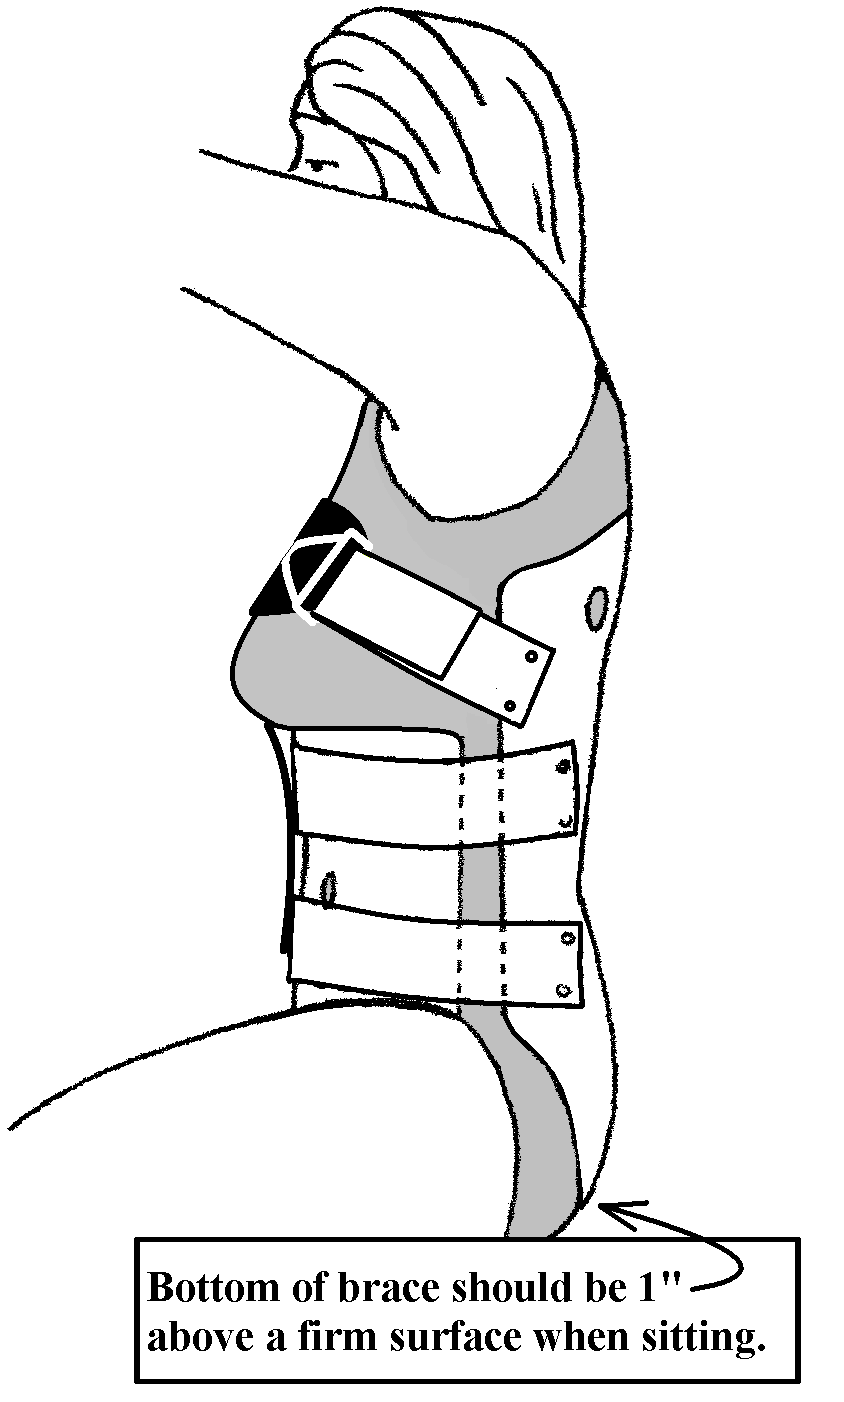 Bottom of brace should be 1"
above a firm surface when sitting.